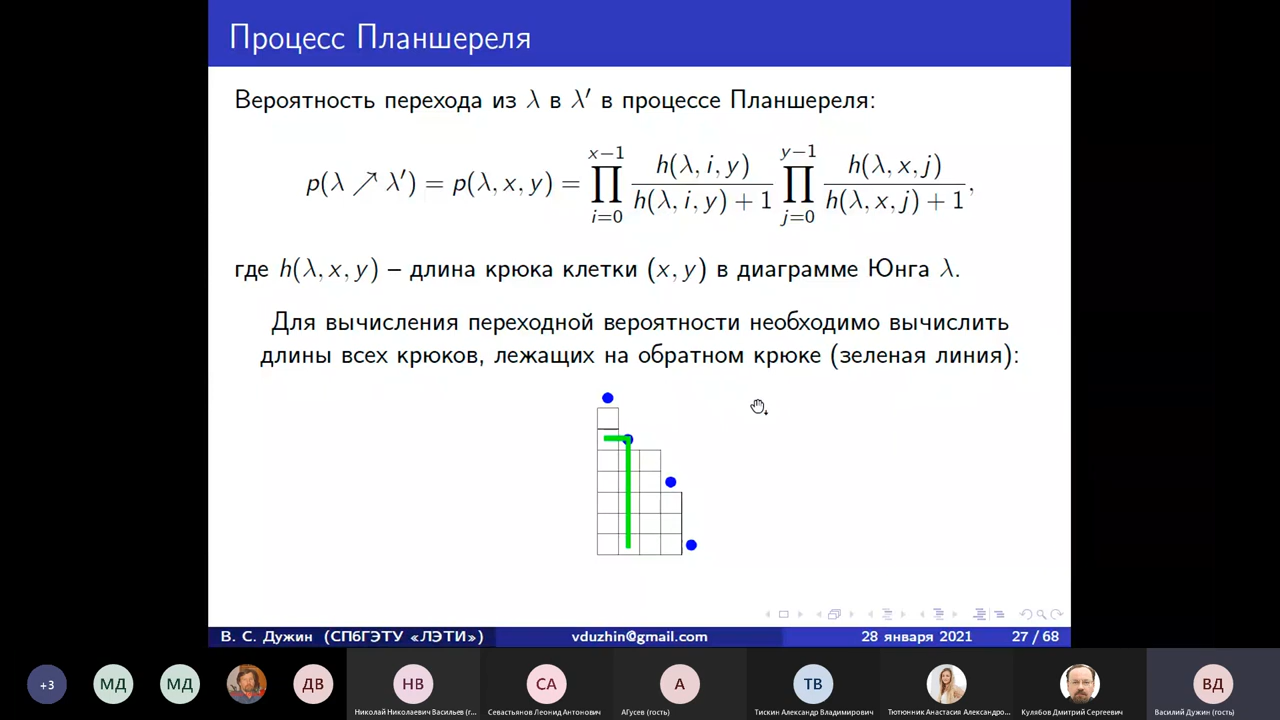 Процесс Планшереля
Вероятность перехода из λ в λ′ в процессе Планшереля:
p(λ ↗ λ′) = p(λ, x, y) = ∏_{i=0}^{x−1} h(λ, i, y) / (h(λ, i, y) + 1) ∏_{j=0}^{y−1} h(λ, x, j) / (h(λ, x, j) + 1),
где h(λ, x, y) – длина крюка клетки (x, y) в диаграмме Юнга λ.
Для вычисления переходной вероятности необходимо вычислить
длины всех крюков, лежащих на обратном крюке (зеленая линия):
В. С. Дужин (СПбГЭТУ «ЛЭТИ») vduzhin@gmail.com 28 января 2021 27 / 68
+3 МД МД ДВ НВ СА А ТВ ВД
Николай Николаевич Васильев (г... Севастьянов Леонид Антонович АГусев (гость) Тискин Александр Владимирович Тютюнник Анастасия Александро... Кулябов Дмитрий Сергеевич Василий Дужин (гость)